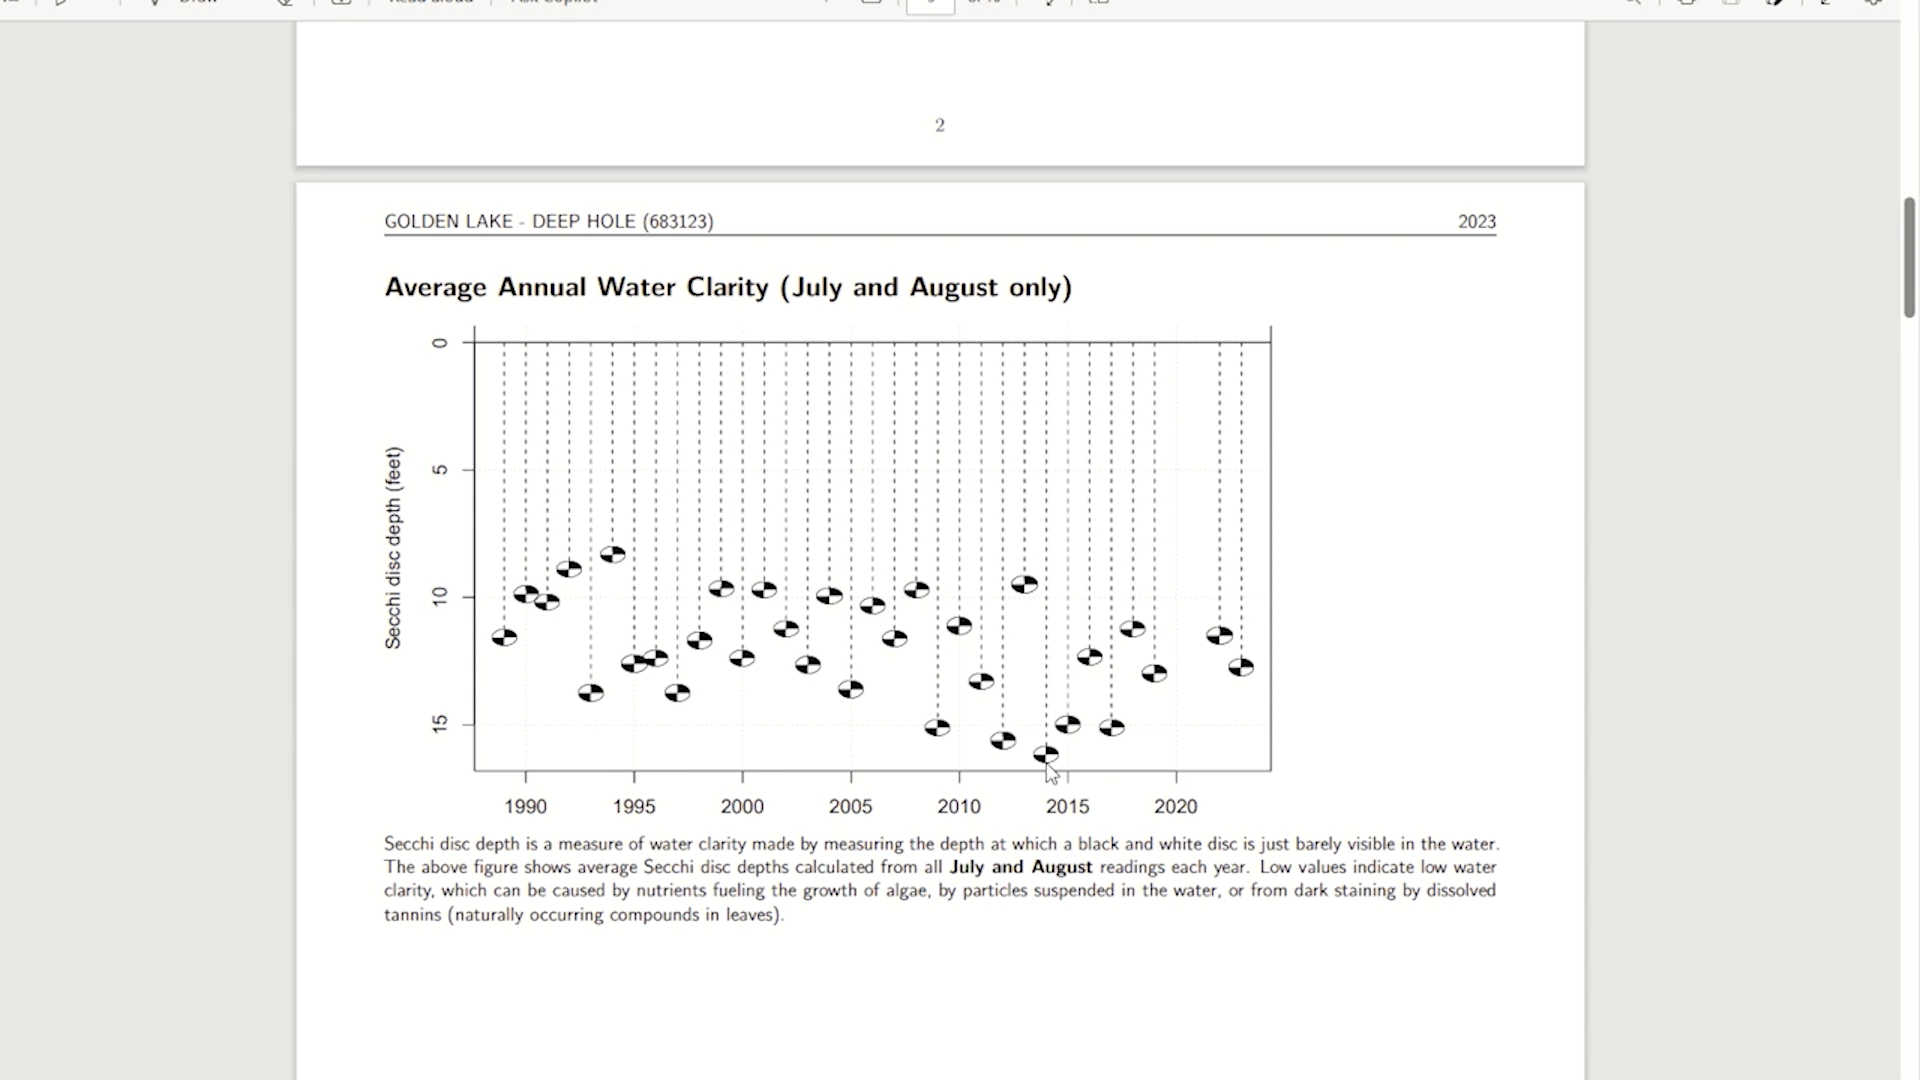 2
GOLDEN LAKE - DEEP HOLE (683123) 2023
Average Annual Water Clarity (July and August only)
Secchi disc depth (feet)
0
5
10
15
1990 1995 2000 2005 2010 2015 2020
Secchi disc depth is a measure of water clarity made by measuring the depth at which a black and white disc is just barely visible in the water.
The above figure shows average Secchi disc depths calculated from all July and August readings each year. Low values indicate low water
clarity, which can be caused by nutrients fueling the growth of algae, by particles suspended in the water, or from dark staining by dissolved
tannins (naturally occurring compounds in leaves).